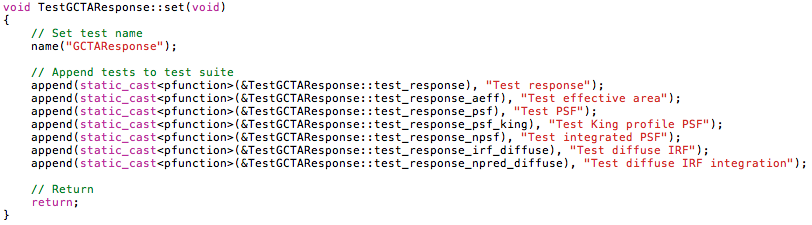 void TestGCTAResponse::set(void)
{
    // Set test name
    name("GCTAResponse");

    // Append tests to test suite
    append(static_cast<pfunction>(&TestGCTAResponse::test_response), "Test response");
    append(static_cast<pfunction>(&TestGCTAResponse::test_response_aeff), "Test effective area");
    append(static_cast<pfunction>(&TestGCTAResponse::test_response_psf), "Test PSF");
    append(static_cast<pfunction>(&TestGCTAResponse::test_response_psf_king), "Test King profile PSF");
    append(static_cast<pfunction>(&TestGCTAResponse::test_response_npsf), "Test integrated PSF");
    append(static_cast<pfunction>(&TestGCTAResponse::test_response_irf_diffuse), "Test diffuse IRF");
    append(static_cast<pfunction>(&TestGCTAResponse::test_response_npred_diffuse), "Test diffuse IRF integration");

    // Return
    return;
}